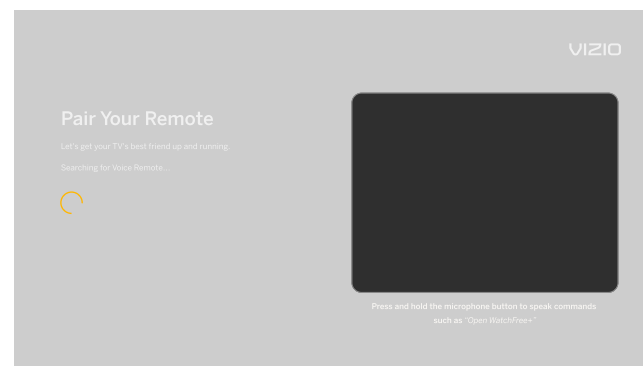 VIZIO
Pair Your Remote
Let's get your TV's best friend up and running.
Searching for Voice Remote...
Press and hold the microphone button to speak commands
such as "Open WatchFree+"